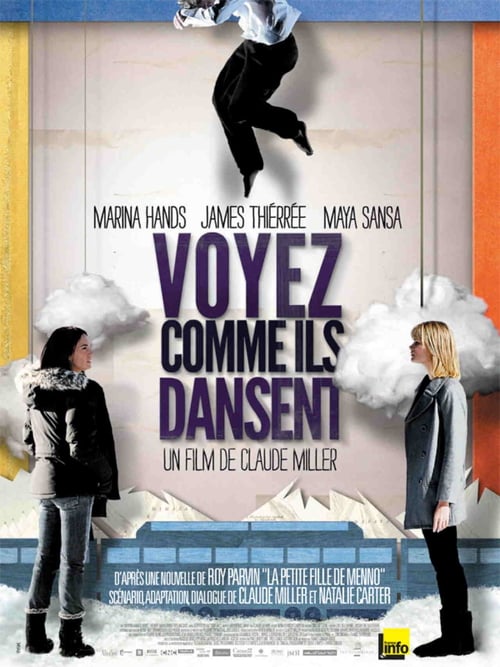 MARINA HANDS JAMES THIÉRRÉE MAYA SANSA
VOYEZ
COMME ILS
DANSENT
UN FILM DE CLAUDE MILLER
D'APRÈS UNE NOUVELLE DE ROY PARVIN "LA PETITE FILLE DE MENNO"
SCÉNARIO, ADAPTATION, DIALOGUE DE CLAUDE MILLER ET NATALIE CARTER
info